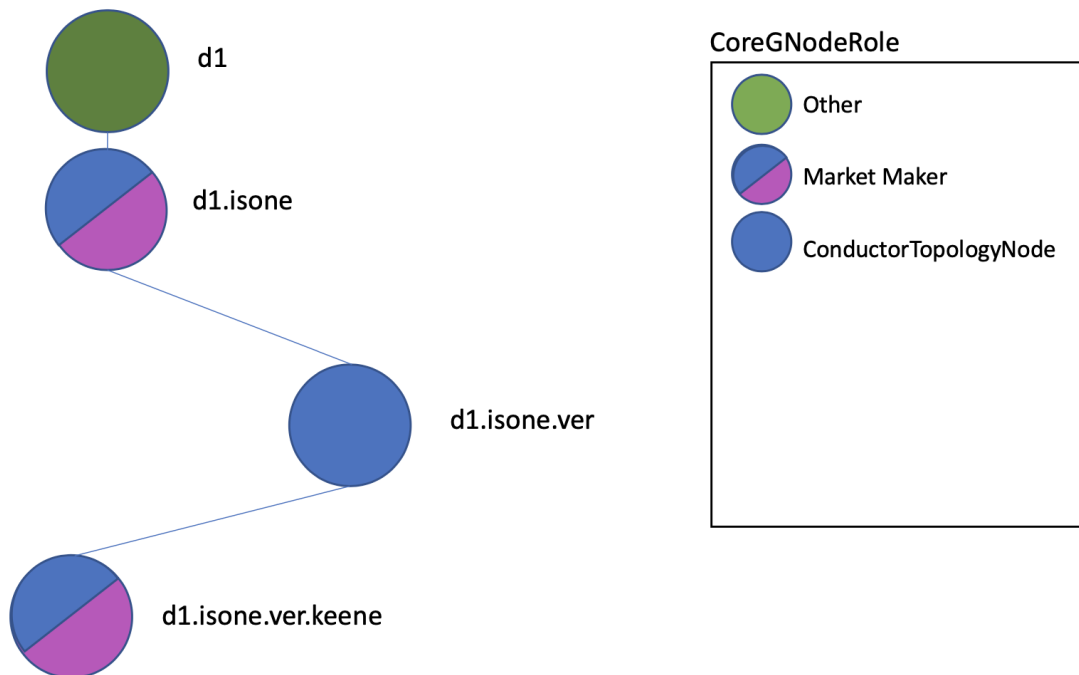 d1
d1.isone
d1.isone.ver
d1.isone.ver.keene
CoreGNodeRole
Other
Market Maker
ConductorTopologyNode